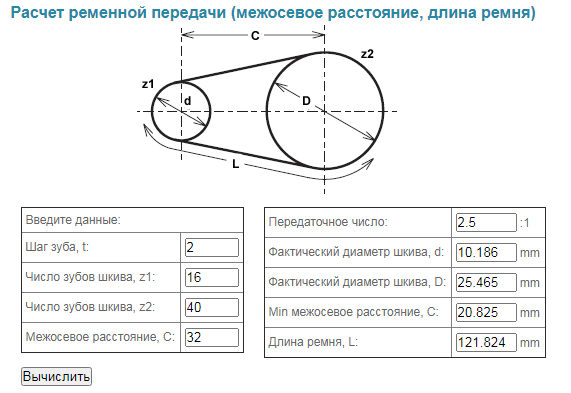 Расчет ременной передачи (межосевое расстояние, длина ремня)
C
z2
z1
d
D
L
Введите данные:
Шаг зуба, t: 2
Число зубов шкива, z1: 16
Число зубов шкива, z2: 40
Межосевое расстояние, C: 32
Передаточное число: 2.5 :1
Фактический диаметр шкива, d: 10.186 mm
Фактический диаметр шкива, D: 25.465 mm
Min межосевое расстояние, C: 20.825 mm
Длина ремня, L: 121.824 mm
Вычислить